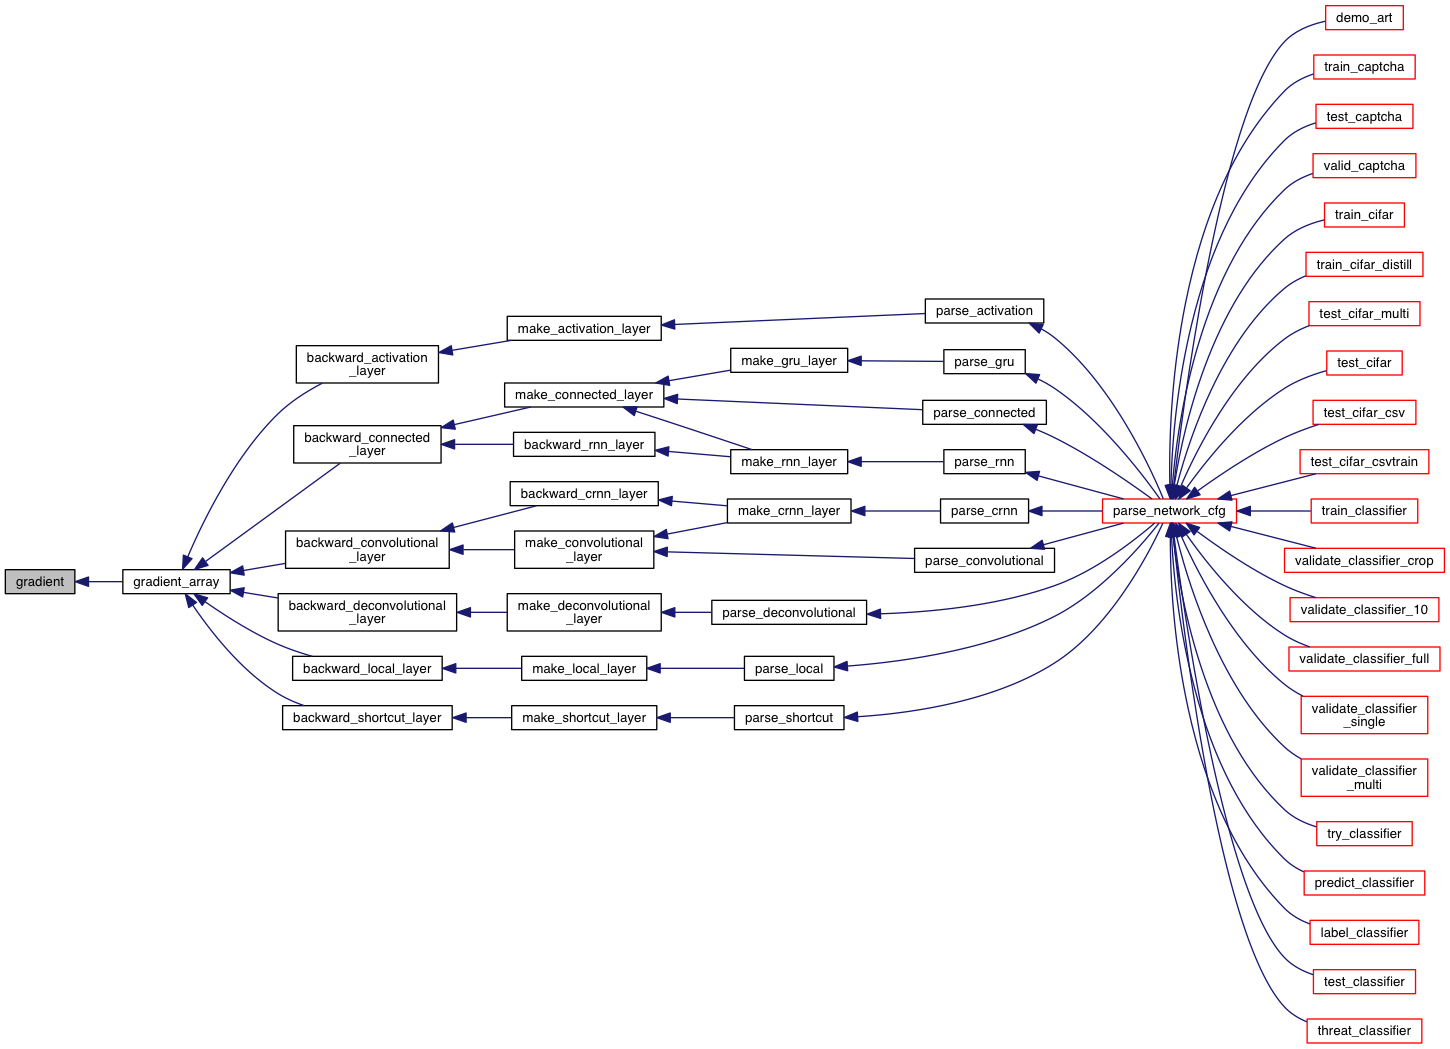 gradient
gradient_array
backward_activation
_layer
backward_connected
_layer
backward_convolutional
_layer
backward_deconvolutional
_layer
backward_local_layer
backward_shortcut_layer
make_activation_layer
make_connected_layer
backward_rnn_layer
backward_crnn_layer
make_convolutional
_layer
make_deconvolutional
_layer
make_local_layer
make_shortcut_layer
make_gru_layer
make_rnn_layer
make_crnn_layer
parse_deconvolutional
parse_local
parse_shortcut
parse_activation
parse_gru
parse_connected
parse_rnn
parse_crnn
parse_convolutional
parse_network_cfg
demo_art
train_captcha
test_captcha
valid_captcha
train_cifar
train_cifar_distill
test_cifar_multi
test_cifar
test_cifar_csv
test_cifar_csvtrain
train_classifier
validate_classifier_crop
validate_classifier_10
validate_classifier_full
validate_classifier
_single
validate_classifier
_multi
try_classifier
predict_classifier
label_classifier
test_classifier
threat_classifier